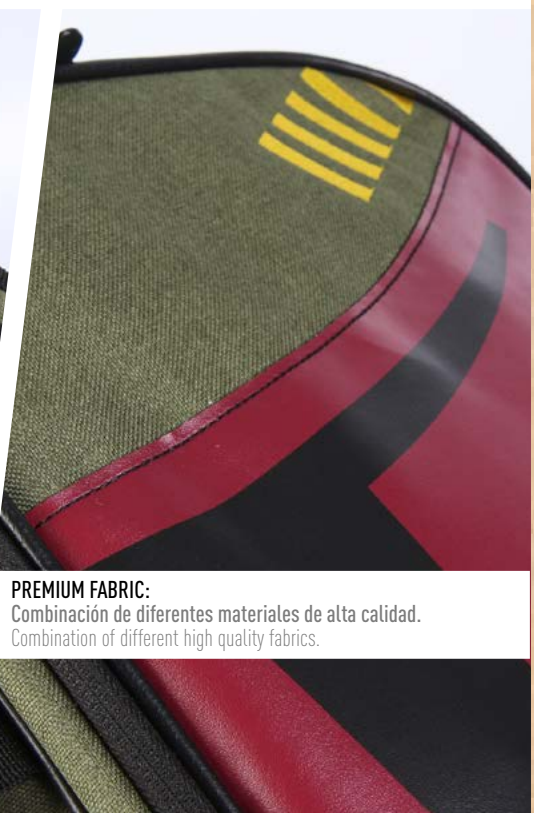 PREMIUM FABRIC:
Combinación de diferentes materiales de alta calidad.
Combination of different high quality fabrics.